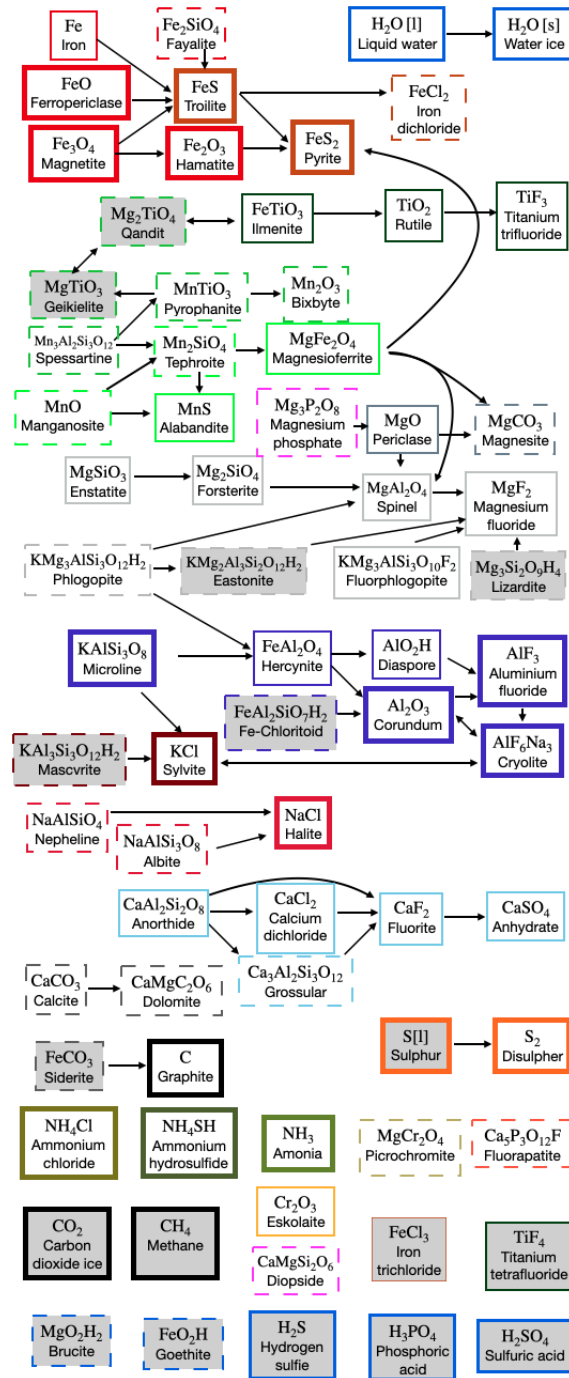 Fe
Iron
Fe₂SiO₄
Fayalite
H₂O [l]
Liquid water
H₂O [s]
Water ice
FeO
Ferropericlase
FeS
Troilite
FeCl₂
Iron
dichloride
Fe₃O₄
Magnetite
Fe₂O₃
Hamatite
FeS₂
Pyrite
Mg₂TiO₄
Qandit
FeTiO₃
Ilmenite
TiO₂
Rutile
TiF₃
Titanium
trifluoride
MgTiO₃
Geikielite
MnTiO₃
Pyrophanite
Mn₂O₃
Bixbyte
Mn₃Al₂Si₃O₁₂
Spessartine
Mn₂SiO₄
Tephroite
MgFe₂O₄
Magnesioferrite
MnO
Manganosite
MnS
Alabandite
Mg₃P₂O₈
Magnesium
phosphate
MgO
Periclase
MgCO₃
Magnesite
MgSiO₃
Enstatite
Mg₂SiO₄
Forsterite
MgAl₂O₄
Spinel
MgF₂
Magnesium
fluoride
KMg₃AlSi₃O₁₂H₂
Phlogopite
KMg₂Al₃Si₂O₁₂H₂
Eastonite
KMg₃AlSi₃O₁₀F₂
Fluorphlogopite
Mg₃Si₂O₉H₄
Lizardite
KAlSi₃O₈
Microline
FeAl₂O₄
Hercynite
AlO₂H
Diaspore
AlF₃
Aluminium
fluoride
FeAl₂SiO₇H₂
Fe-Chloritoid
Al₂O₃
Corundum
KAl₃Si₃O₁₂H₂
Mascvrite
KCl
Sylvite
AlF₆Na₃
Cryolite
NaAlSiO₄
Nepheline
NaAlSi₃O₈
Albite
NaCl
Halite
CaAl₂Si₂O₈
Anorthide
CaCl₂
Calcium
dichloride
CaF₂
Fluorite
CaSO₄
Anhydrate
CaCO₃
Calcite
CaMgC₂O₆
Dolomite
Ca₃Al₂Si₃O₁₂
Grossular
FeCO₃
Siderite
C
Graphite
S[l]
Sulphur
S₂
Disulpher
NH₄Cl
Ammonium
chloride
NH₄SH
Ammonium
hydrosulfide
NH₃
Amonia
MgCr₂O₄
Picrochromite
Ca₅P₃O₁₂F
Fluorapatite
CO₂
Carbon
dioxide ice
CH₄
Methane
Cr₂O₃
Eskolaite
CaMgSi₂O₆
Diopside
FeCl₃
Iron
trichloride
TiF₄
Titanium
tetrafluoride
MgO₂H₂
Brucite
FeO₂H
Goethite
H₂S
Hydrogen
sulfie
H₃PO₄
Phosphoric
acid
H₂SO₄
Sulfuric acid